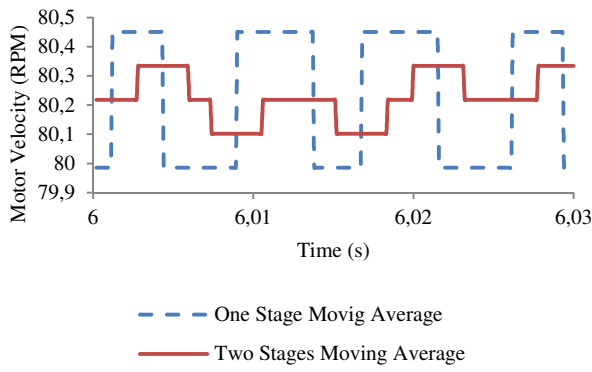 Motor Velocity (RPM)
80,5
80,4
80,3
80,2
80,1
80
79,9
6
6,01
6,02
6,03
Time (s)
One Stage Movig Average
Two Stages Moving Average